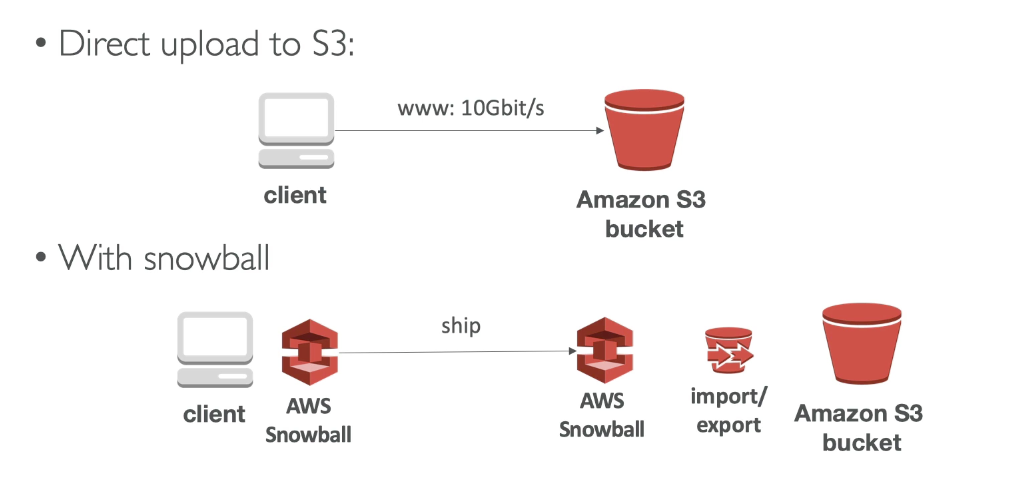 • Direct upload to S3:
www: 10Gbit/s
client
Amazon S3
bucket
• With snowball
ship
client
AWS
Snowball
AWS
Snowball
import/
export
Amazon S3
bucket